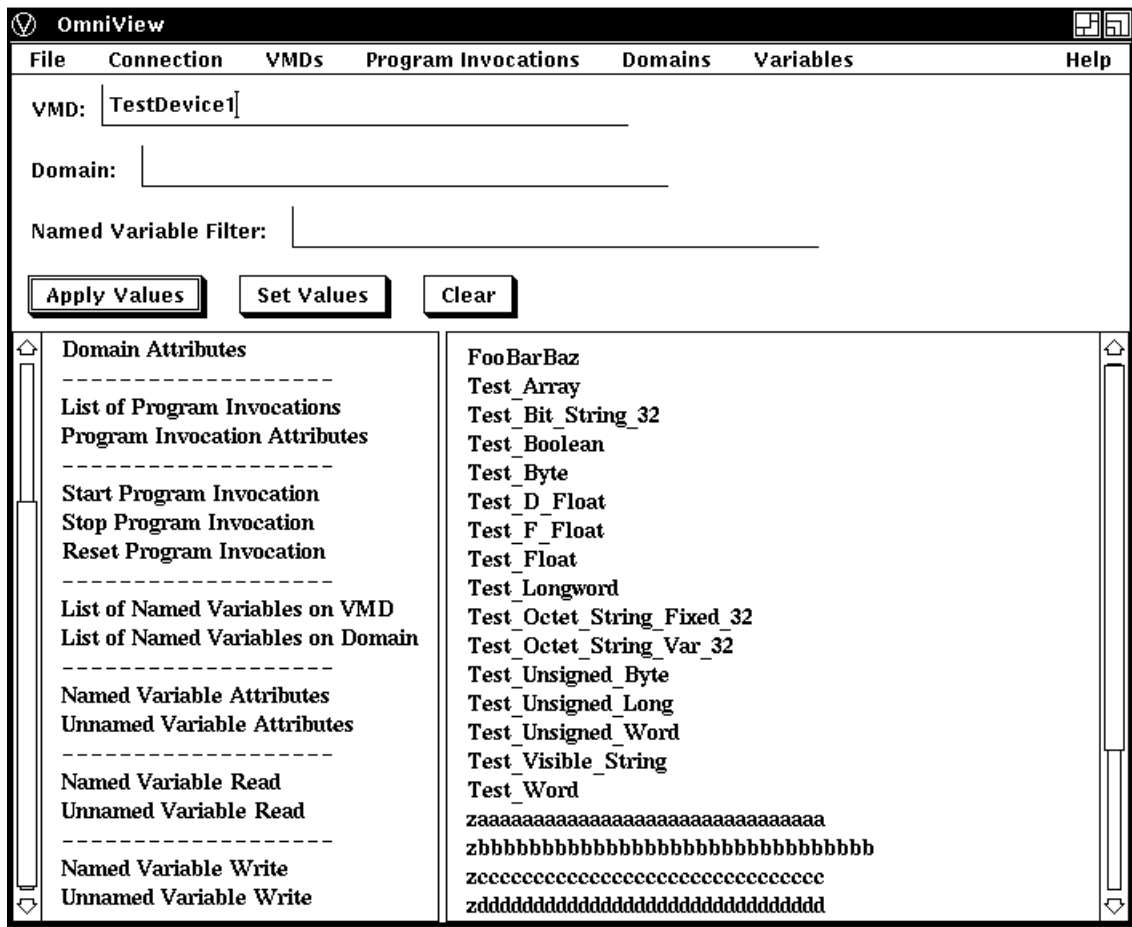 OmniView
File Connection VMDs Program Invocations Domains Variables Help
VMD: TestDevice1
Domain:
Named Variable Filter:
Apply Values Set Values Clear
Domain Attributes
--------------------
List of Program Invocations
Program Invocation Attributes
--------------------
Start Program Invocation
Stop Program Invocation
Reset Program Invocation
--------------------
List of Named Variables on VMD
List of Named Variables on Domain
--------------------
Named Variable Attributes
Unnamed Variable Attributes
--------------------
Named Variable Read
Unnamed Variable Read
--------------------
Named Variable Write
Unnamed Variable Write
FooBarBaz
Test_Array
Test_Bit_String_32
Test_Boolean
Test_Byte
Test_D_Float
Test_F_Float
Test_Float
Test_Longword
Test_Octet_String_Fixed_32
Test_Octet_String_Var_32
Test_Unsigned_Byte
Test_Unsigned_Long
Test_Unsigned_Word
Test_Visible_String
Test_Word
zaaaaaaaaaaaaaaaaaaaaaaaaaaaaaaa
zbbbbbbbbbbbbbbbbbbbbbbbbbbbbbbb
zccccccccccccccccccccccccccccccc
zddddddddddddddddddddddddddddddd